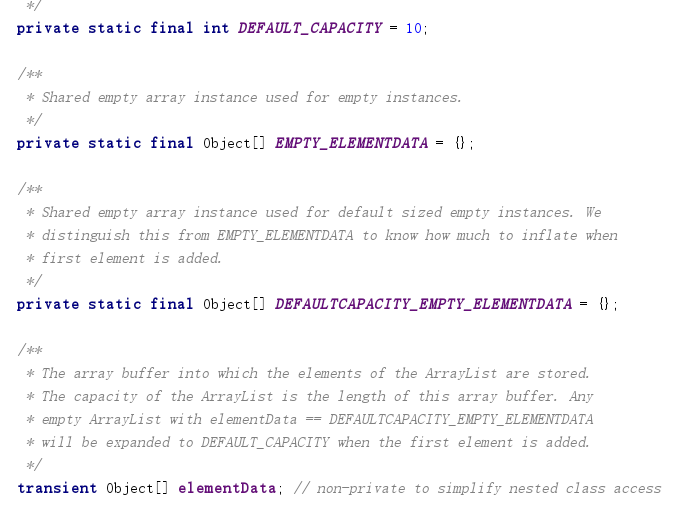 */
private static final int DEFAULT_CAPACITY = 10;
/**
* Shared empty array instance used for empty instances.
*/
private static final Object[] EMPTY_ELEMENTDATA = {};
/**
* Shared empty array instance used for default sized empty instances. We
* distinguish this from EMPTY_ELEMENTDATA to know how much to inflate when
* first element is added.
*/
private static final Object[] DEFAULTCAPACITY_EMPTY_ELEMENTDATA = {};
/**
* The array buffer into which the elements of the ArrayList are stored.
* The capacity of the ArrayList is the length of this array buffer. Any
* empty ArrayList with elementData == DEFAULTCAPACITY_EMPTY_ELEMENTDATA
* will be expanded to DEFAULT_CAPACITY when the first element is added.
*/
transient Object[] elementData; // non-private to simplify nested class access